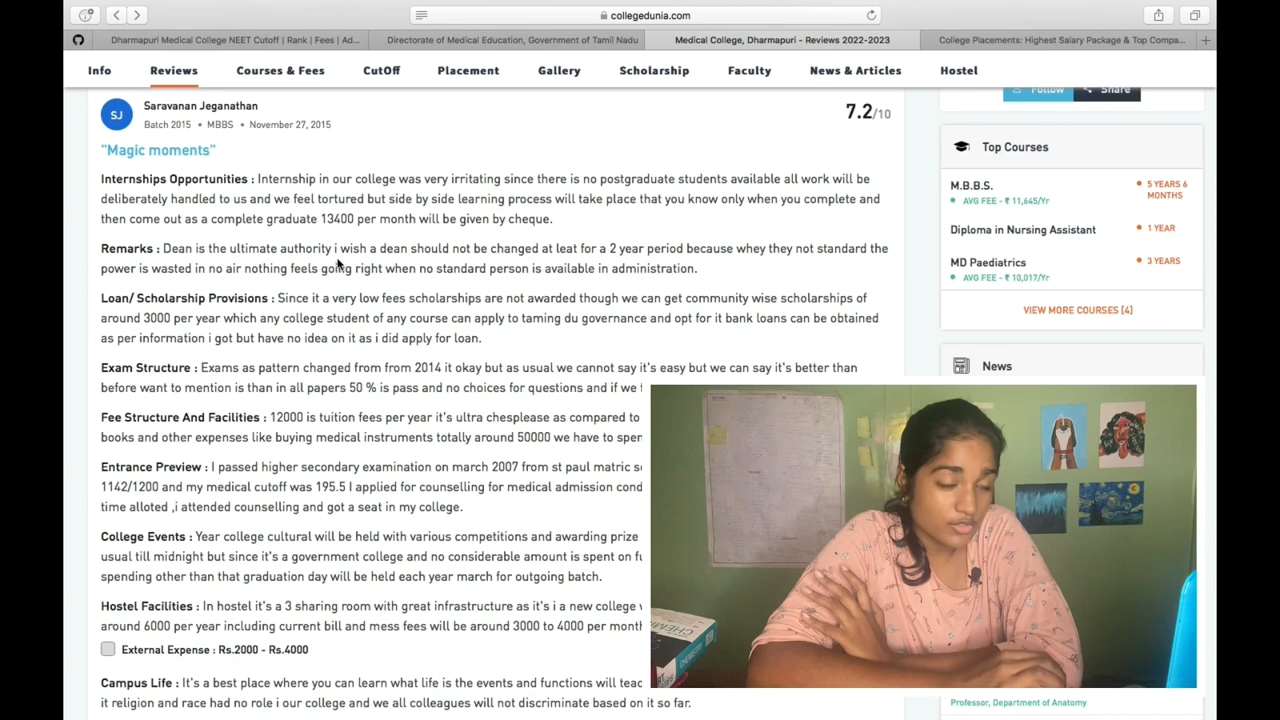 collegedunia.com
Dharmapuri Medical College NEET Cutoff | Rank | Fees | Ad...
Directorate of Medical Education, Government of Tamil Nadu
Medical College, Dharmapuri - Reviews 2022-2023
College Placements: Highest Salary Package & Top Compa...
Info Reviews Courses & Fees CutOff Placement Gallery Scholarship Faculty News & Articles Hostel
Follow Share
SJ
Saravanan Jeganathan
Batch 2015 • MBBS • November 27, 2015
7.2/10
"Magic moments"
Internships Opportunities : Internship in our college was very irritating since there is no postgraduate students available all work will be
deliberately handled to us and we feel tortured but side by side learning process will take place that you know only when you complete and
then come out as a complete graduate 13400 per month will be given by cheque.
Remarks : Dean is the ultimate authority i wish a dean should not be changed at leat for a 2 year period because whey they not standard the
power is wasted in no air nothing feels going right when no standard person is available in administration.
Loan/ Scholarship Provisions : Since it a very low fees scholarships are not awarded though we can get community wise scholarships of
around 3000 per year which any college student of any course can apply to taming du governance and opt for it bank loans can be obtained
as per information i got but have no idea on it as i did apply for loan.
Exam Structure : Exams as pattern changed from from 2014 it okay but as usual we cannot say it's easy but we can say it's better than
before want to mention is than in all papers 50 % is pass and no choices for questions and if we
Fee Structure And Facilities : 12000 is tuition fees per year it's ultra chesplease as compared to
books and other expenses like buying medical instruments totally around 50000 we have to spen
Entrance Preview : I passed higher secondary examination on march 2007 from st paul matric
1142/1200 and my medical cutoff was 195.5 I applied for counselling for medical admission cond
time alloted ,i attended counselling and got a seat in my college.
College Events : Year college cultural will be held with various competitions and awarding prize
usual till midnight but since it's a government college and no considerable amount is spent on
spending other than that graduation day will be held each year march for outgoing batch.
Hostel Facilities : In hostel it's a 3 sharing room with great infrastructure as it's i a new college
around 6000 per year including current bill and mess fees will be around 3000 to 4000 per mont
External Expense : Rs.2000 - Rs.4000
Campus Life : It's a best place where you can learn what life is the events and functions will teac
it religion and race had no role i our college and we all colleagues will not discriminate based on it so far.
Top Courses
M.B.B.S. • 5 YEARS 6
MONTHS
• AVG FEE - ₹ 11,645/Yr
Diploma in Nursing Assistant • 1 YEAR
MD Paediatrics • 3 YEARS
• AVG FEE - ₹ 10,017/Yr
VIEW MORE COURSES [4]
News
CHEMISTRY
Professor, Department of Anatomy